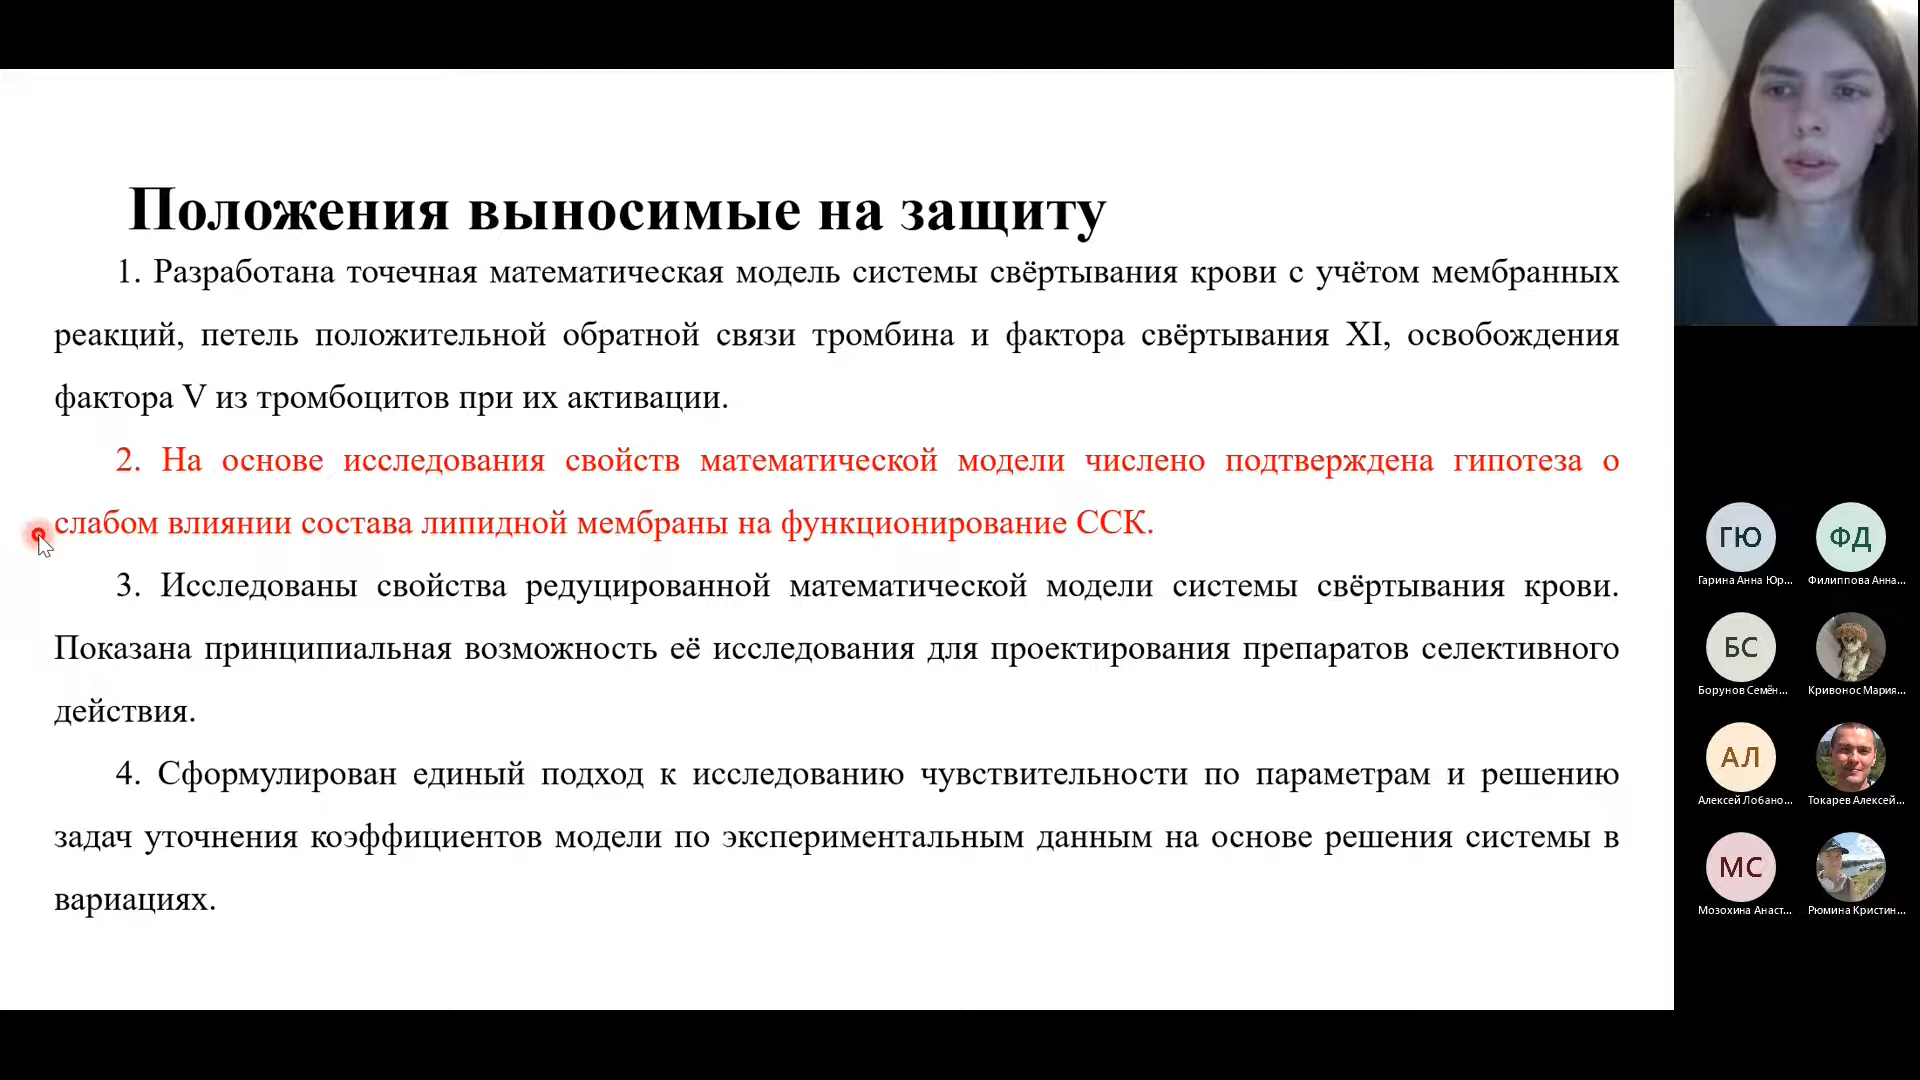 Положения выносимые на защиту
1. Разработана точечная математическая модель системы свёртывания крови с учётом мембранных
реакций, петель положительной обратной связи тромбина и фактора свёртывания XI, освобождения
фактора V из тромбоцитов при их активации.
2. На основе исследования свойств математической модели числено подтверждена гипотеза о
слабом влиянии состава липидной мембраны на функционирование ССК.
3. Исследованы свойства редуцированной математической модели системы свёртывания крови.
Показана принципиальная возможность её исследования для проектирования препаратов селективного
действия.
4. Сформулирован единый подход к исследованию чувствительности по параметрам и решению
задач уточнения коэффициентов модели по экспериментальным данным на основе решения системы в
вариациях.
ГЮ
ФД
Гарина Анна Юр...
Филиппова Анна...
БС
Борунов Семён...
Кривонос Мария...
АЛ
Алексей Лобано...
Токарев Алексей...
МС
Мозохина Анаст...
Рюмина Кристин...